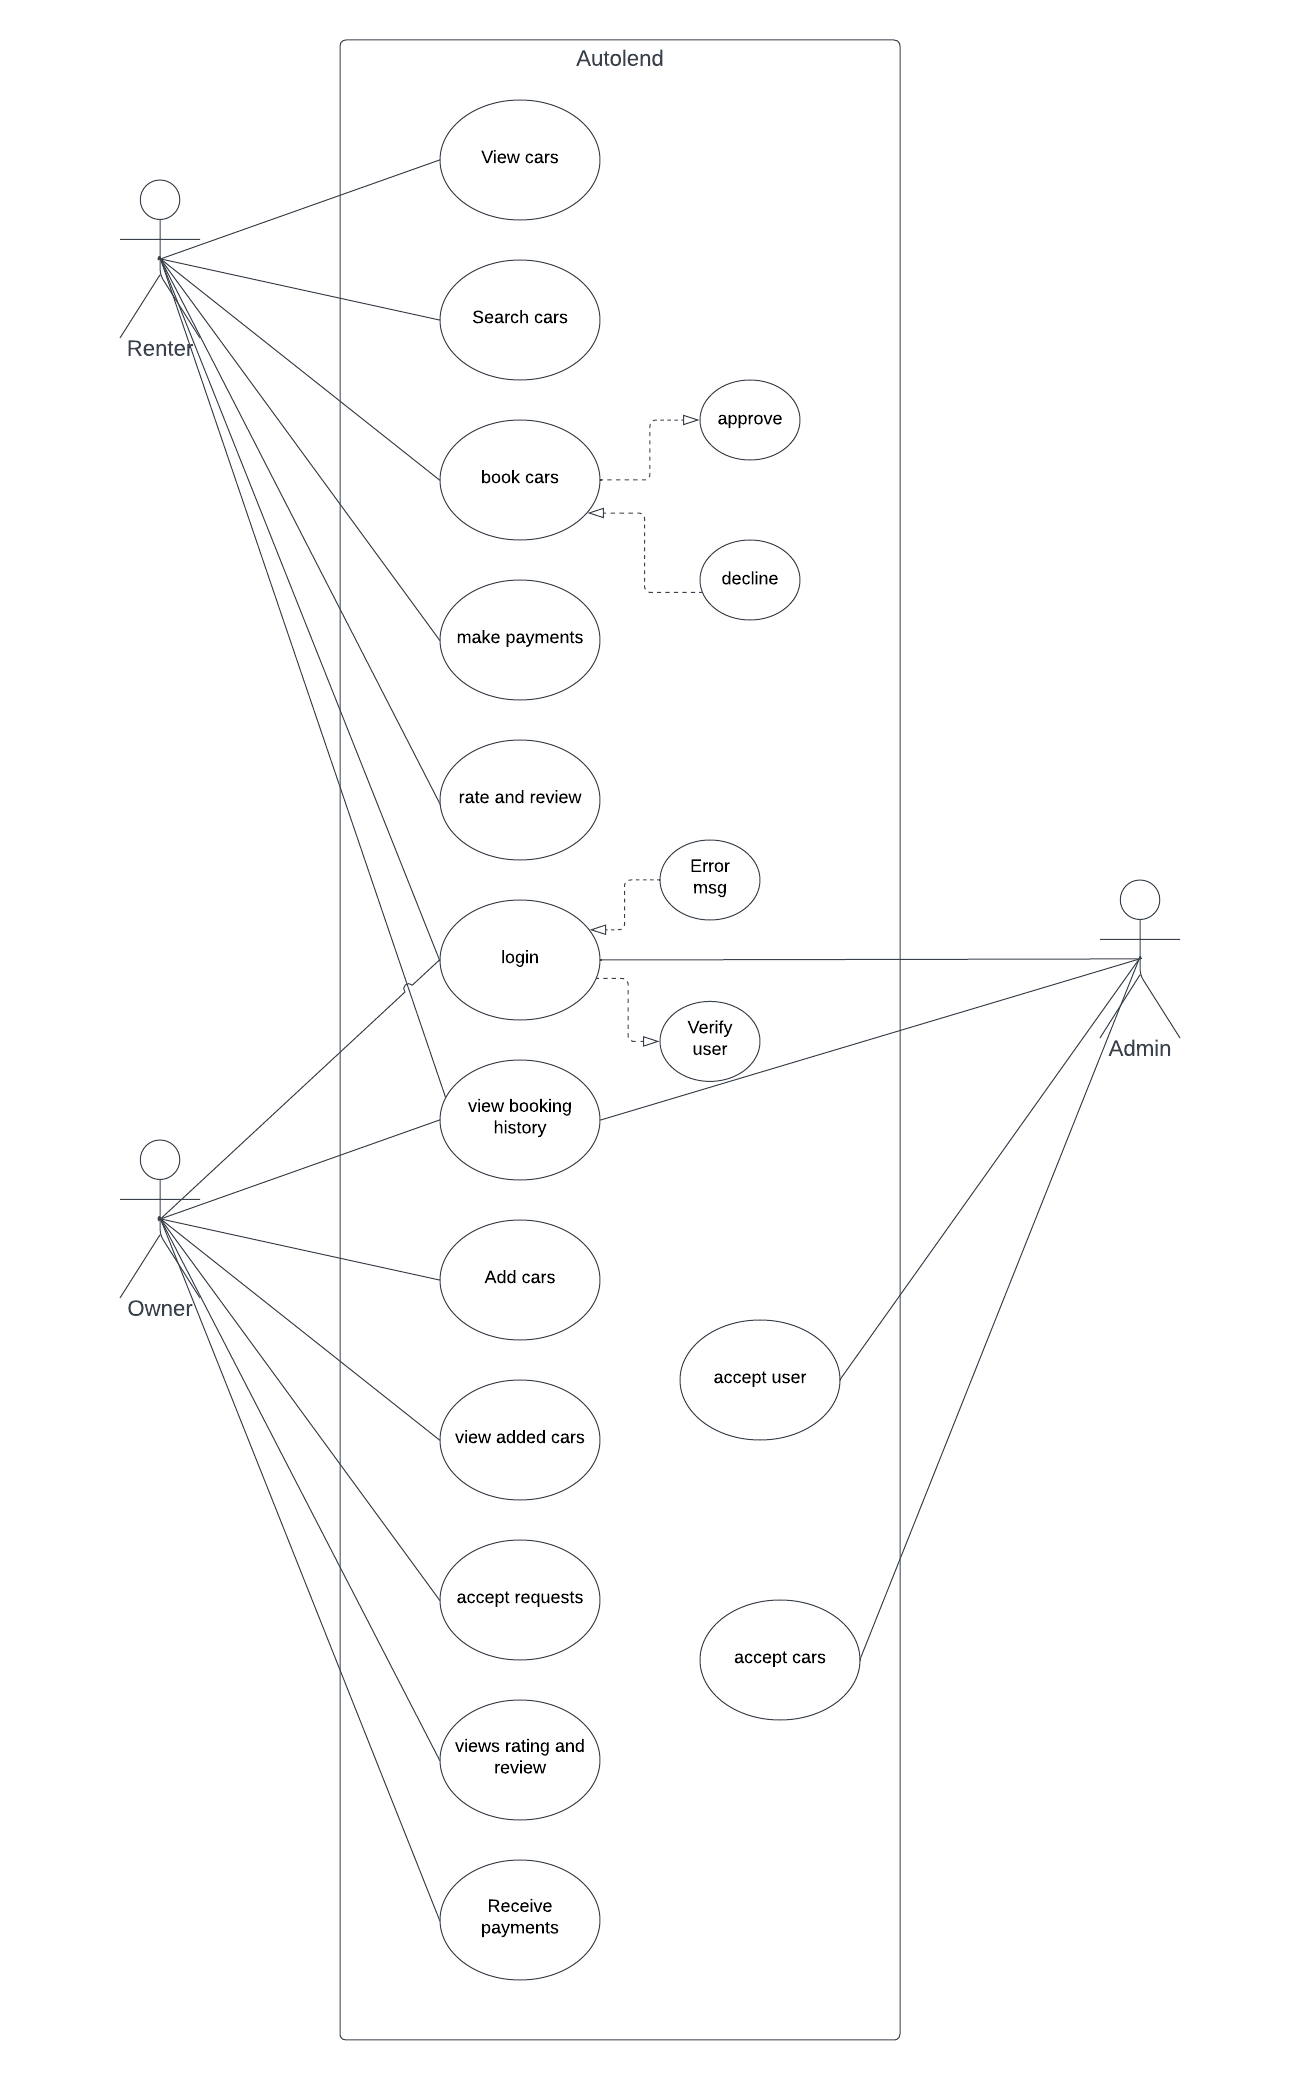 Autolend
View cars
Renter
Search cars
approve
book cars
decline
make payments
rate and review
Error
msg
login
Verify
user
Admin
view booking
history
Owner
Add cars
accept user
view added cars
accept requests
accept cars
views rating and
review
Receive
payments